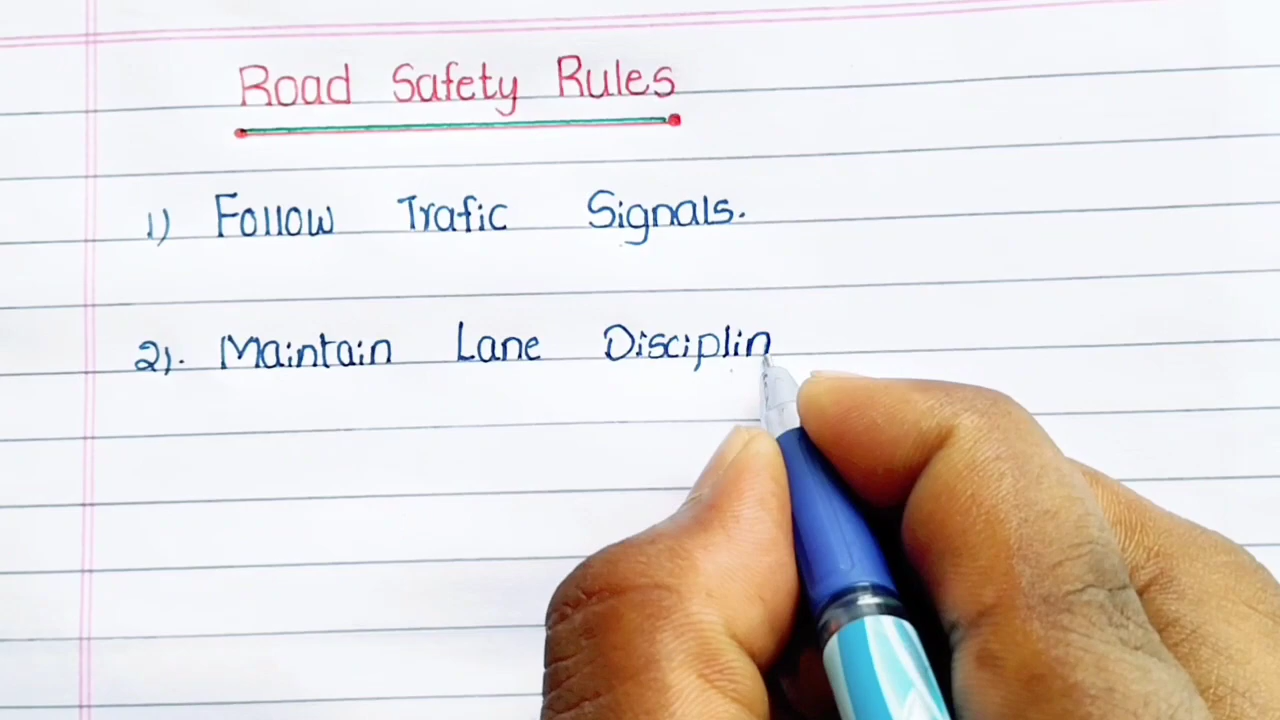 Road Safety Rules
1) Follow Trafic Signals.
2). Maintain Lane Disciplin